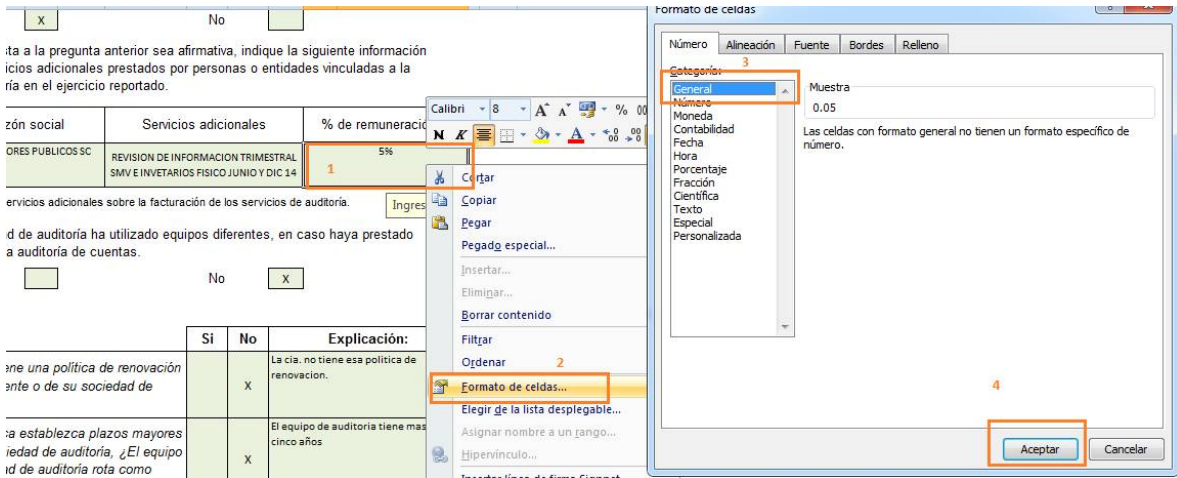 X No
sta a la pregunta anterior sea afirmativa, indique la siguiente información
icios adicionales prestados por personas o entidades vinculadas a la
ría en el ejercicio reportado.
zón social Servicios adicionales % de remuneració
ORES PUBLICOS SC REVISION DE INFORMACION TRIMESTRAL
SMV E INVETARIOS FISICO JUNIO Y DIC 14 5%
1
ervicios adicionales sobre la facturación de los servicios de auditoría. Ingres
d de auditoría ha utilizado equipos diferentes, en caso haya prestado
a auditoría de cuentas.
No X
Si No Explicación:
ene una política de renovación
ente o de su sociedad de
X
La cia. no tiene esa politica de
renovacion.
ca establezca plazos mayores
iedad de auditoría, ¿El equipo
ad de auditoría rota como
X
El equipo de auditoria tiene mas
cinco años
Calibri 8 A A % 00
N K A
Cortar
Copiar
Pegar
Pegado especial...
Insertar...
Eliminar...
Borrar contenido
Filtrar
Ordenar
2
Formato de celdas...
Elegir de la lista desplegable...
Asignar nombre a un rango...
Hipervínculo...
Formato de celdas
Número Alineación Fuente Bordes Relleno
Categoría:
3
General
Número
Moneda
Contabilidad
Fecha
Hora
Porcentaje
Fracción
Científica
Texto
Especial
Personalizada
Muestra
0.05
Las celdas con formato general no tienen un formato específico de
número.
4
Aceptar Cancelar